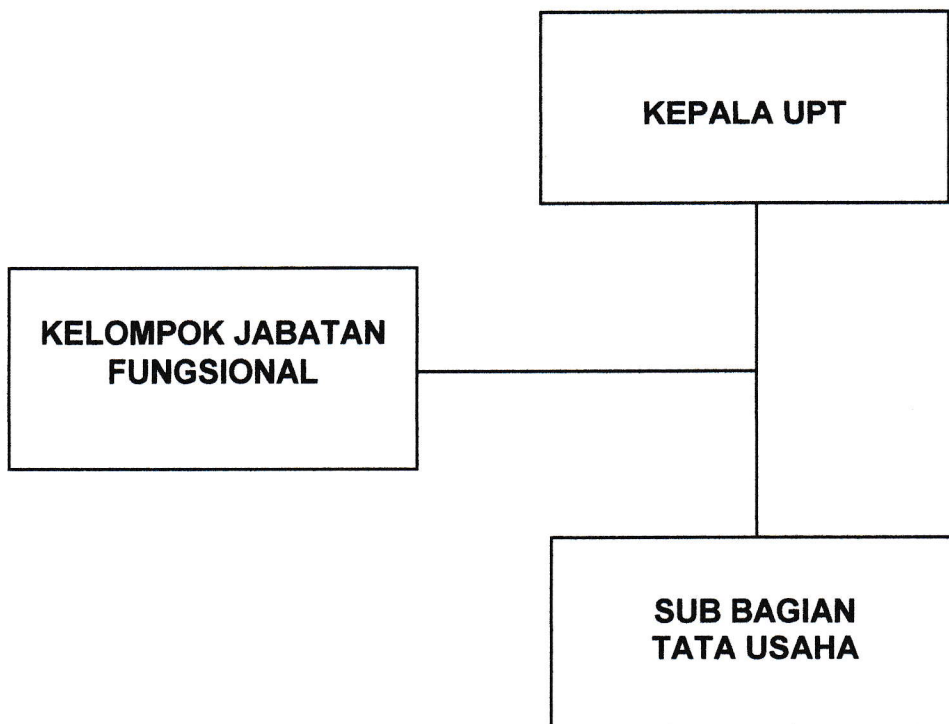 KEPALA UPT
KELOMPOK JABATAN
FUNGSIONAL
SUB BAGIAN
TATA USAHA